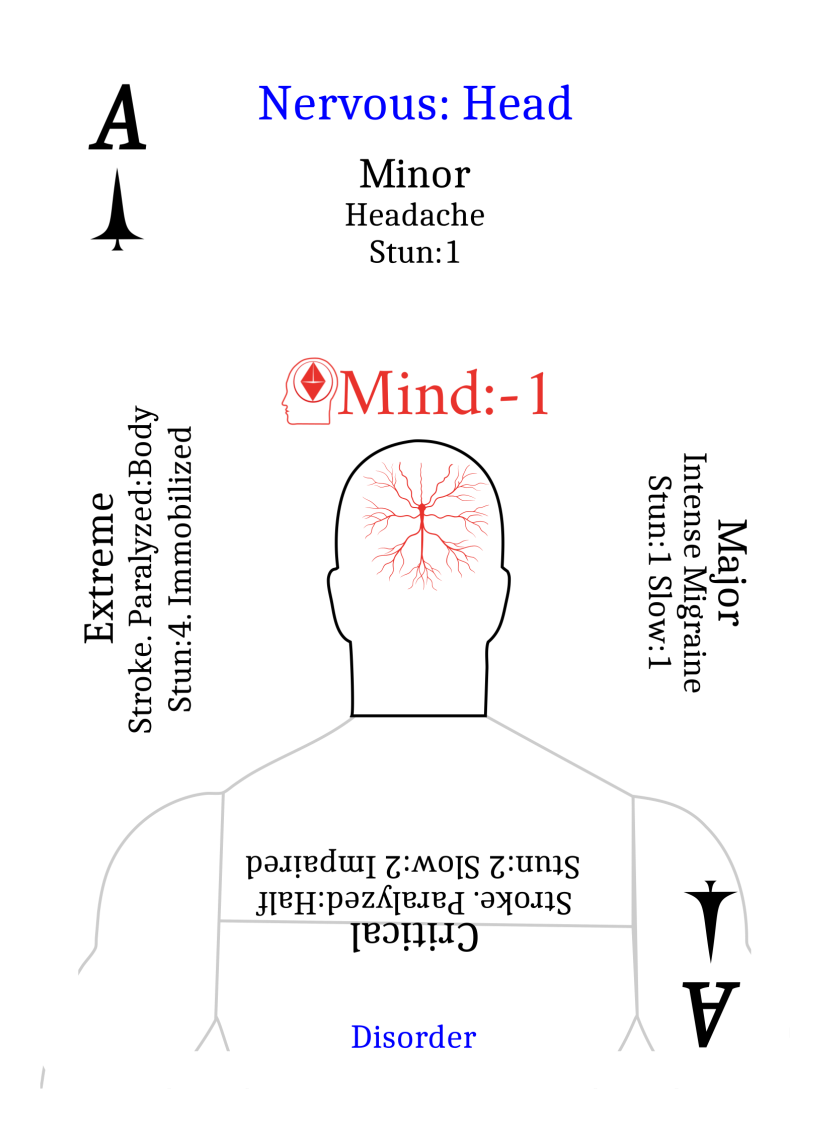 A
Nervous: Head
Minor
Headache
Stun:1
Mind:-1
Extreme
Stroke. Paralyzed:Body
Stun:4. Immobilized
Major
Intense Migraine
Stun:1 Slow:1
Critical
Stroke. Paralyzed:Half
Stun:2 Slow:2 Impaired
Disorder
A